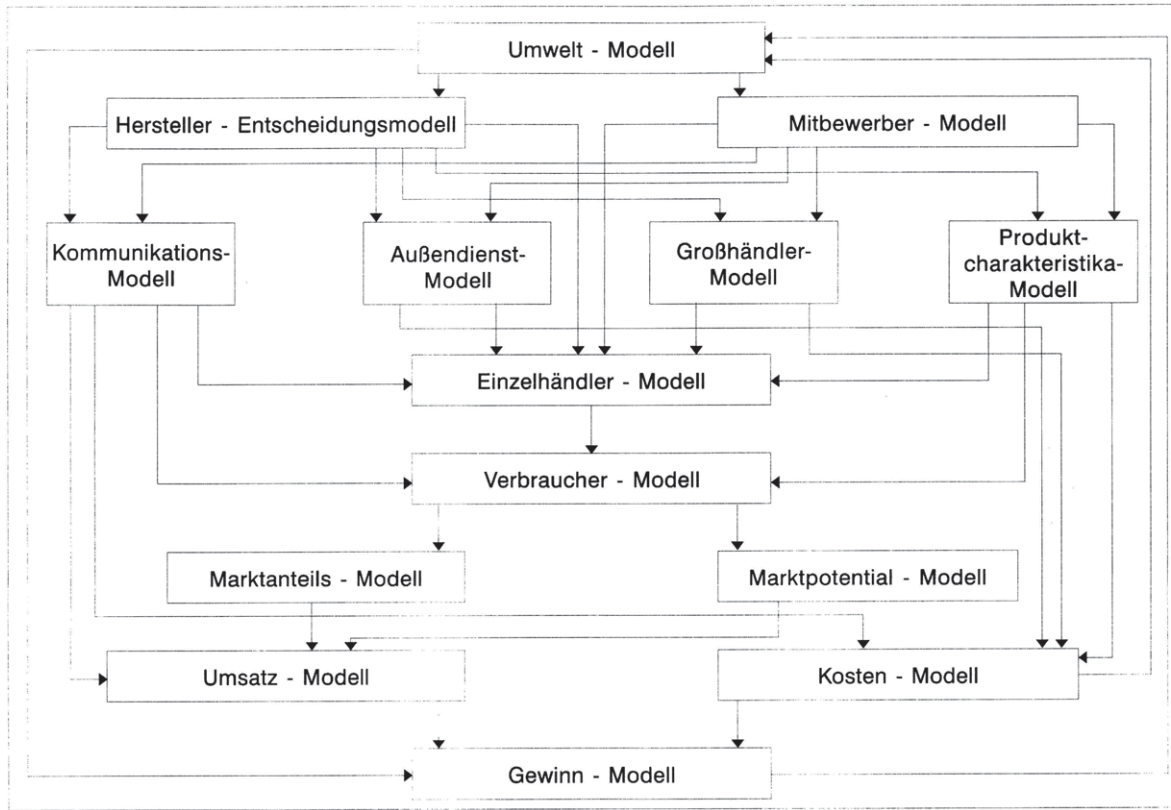 Umwelt - Modell
Hersteller - Entscheidungsmodell
Mitbewerber - Modell
Kommunikations-
Modell
Außendienst-
Modell
Großhändler-
Modell
Produkt-
charakteristika-
Modell
Einzelhändler - Modell
Verbraucher - Modell
Marktanteils - Modell
Marktpotential - Modell
Umsatz - Modell
Kosten - Modell
Gewinn - Modell